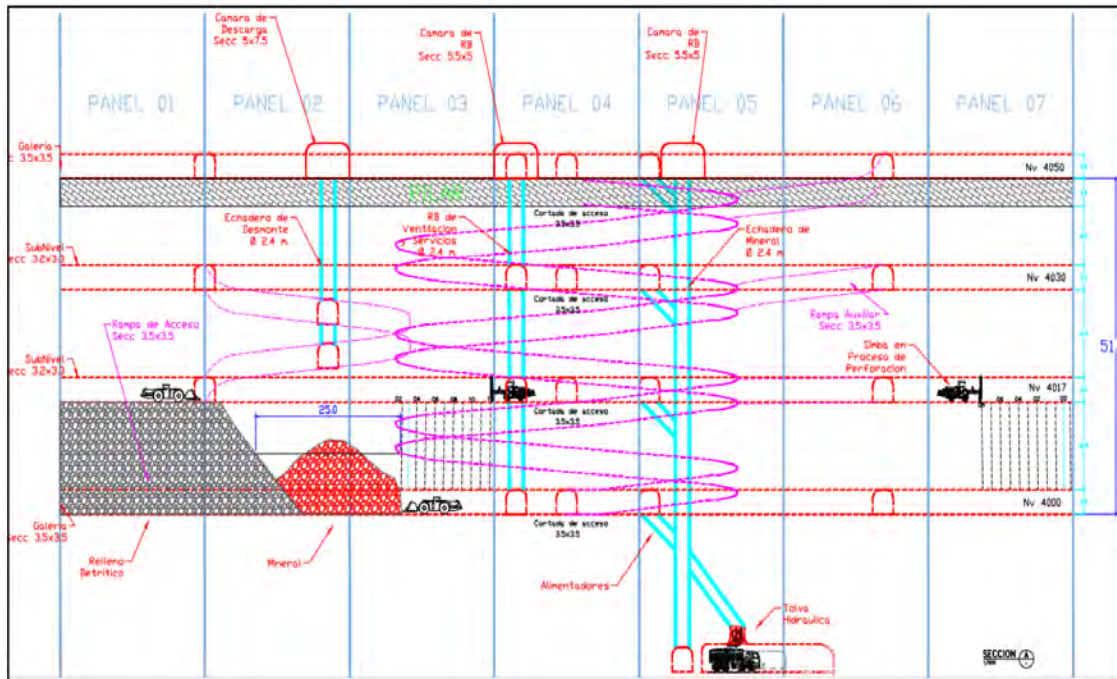 Camara de
Descarga
Secc 5x7.5
Camara de
RB
Secc 5.5x5
Camara de
RB
Secc 5.5x5
PANEL 01
PANEL 02
PANEL 03
PANEL 04
PANEL 05
PANEL 06
PANEL 07
Galeria
3.5x3.5
Nv 4050
PILAR
Cortada de acceso
3.5x3.5
Echadero de
Desmonte
Ø 2.4 m.
RB de
Ventilacion
y Servicios
Ø 2.4 m
Echadero de
Mineral
Ø 2.4 m
SubNivel
Secc 3.2x3.0
Nv 4030
Cortada de acceso
3.5x3.5
Rampa de Acceso
Secc 3.5x3.5
Rampa Auxiliar
Secc 3.5x3.5
Simba en
Proceso de
Perforacion
51
SubNivel
Secc 3.2x3.0
Nv 4017
25.0
Cortada de acceso
3.5x3.5
Nv 4000
Galeria
Secc 3.5x3.5
Cortada de acceso
3.5x3.5
Relleno
Detritico
Mineral
Alimentadores
Tolva
Hidraulica
SECCION A